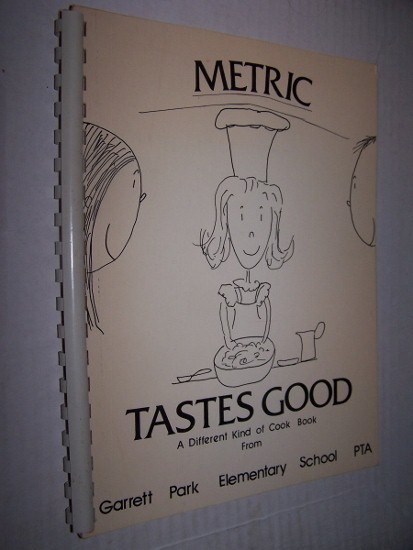 METRIC
TASTES GOOD
A Different Kind of Cook Book
From
Garrett Park Elementary School PTA